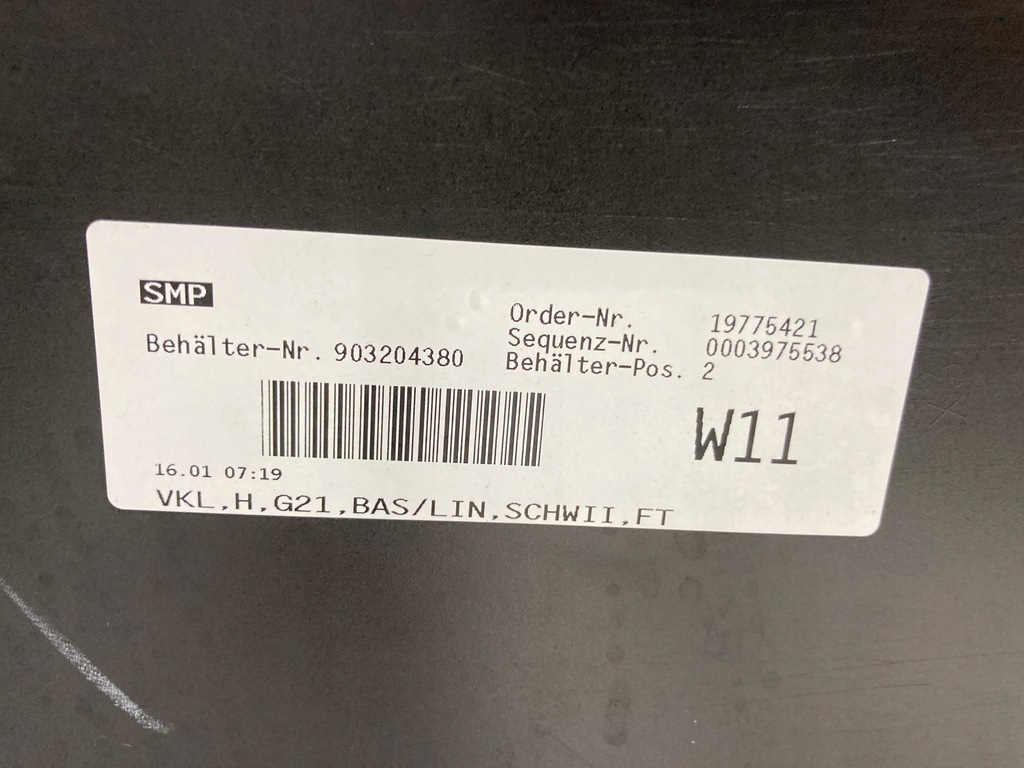 SMP
Order-Nr. 19775421
Sequenz-Nr. 0003975538
Behälter-Nr. 903204380
Behälter-Pos. 2
W11
16.01 07:19
VKL,H,G21,BAS/LIN,SCHWII,FT